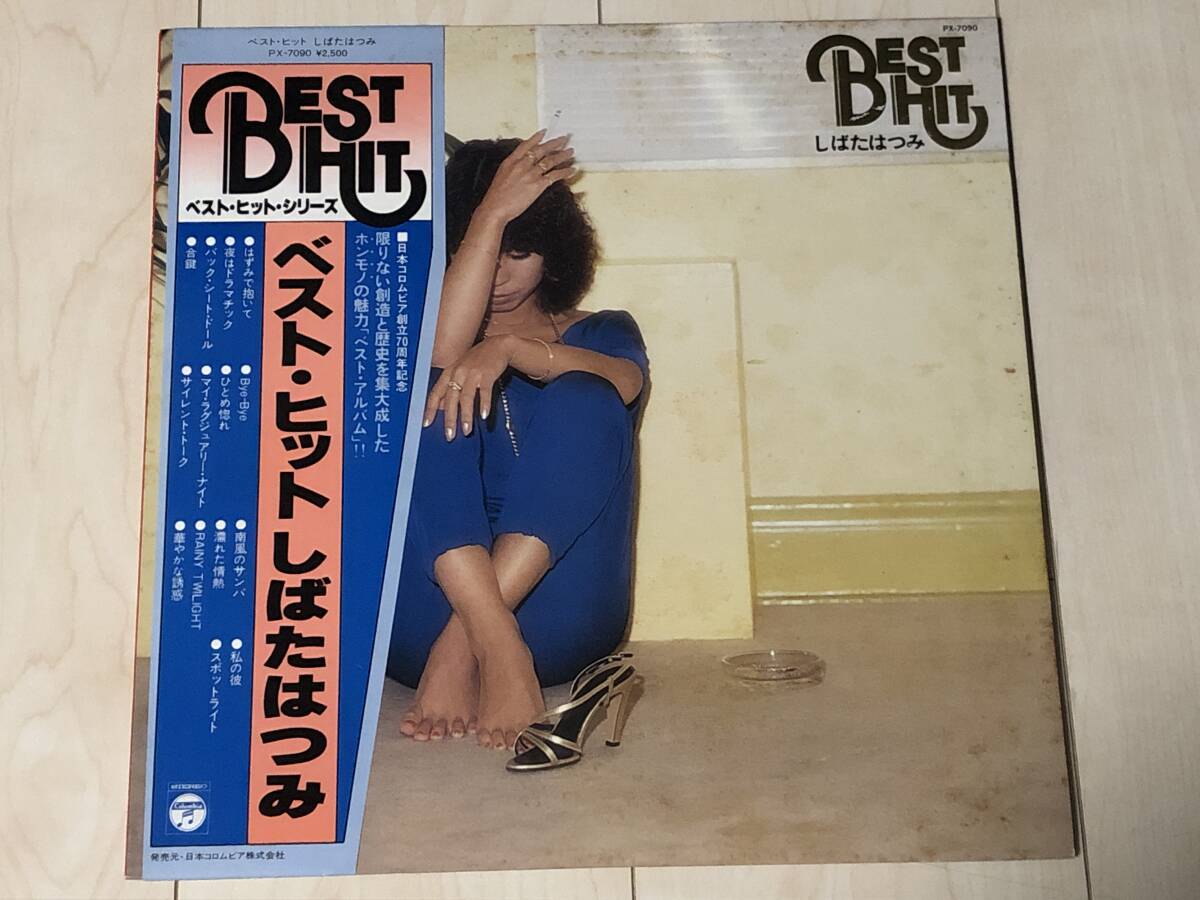 ベスト・ヒット しばたはつみ
PX-7090 ¥2,500
BEST
HIT
ベスト・ヒット・シリーズ
■日本コロムビア創立70周年記念
限りない創造と歴史を集大成した
ホンモノの魅力「ベスト・アルバム」!!
ベスト・ヒット しばたはつみ
●はずみで抱いて
●夜はドラマチック
●バック・シート・ドール
●合鍵
●Bye-Bye
●ひとめ惚れ
●マイ・ラグジュアリー・ナイト
●サイレント・トーク
●南風のサンバ
●濡れた情熱
●RAINY TWILIGHT
●華やかな誘惑
●私の彼
●スポットライト
Columbia
発売元・日本コロムビア株式会社
PX-7090
BEST
HIT
しばたはつみ